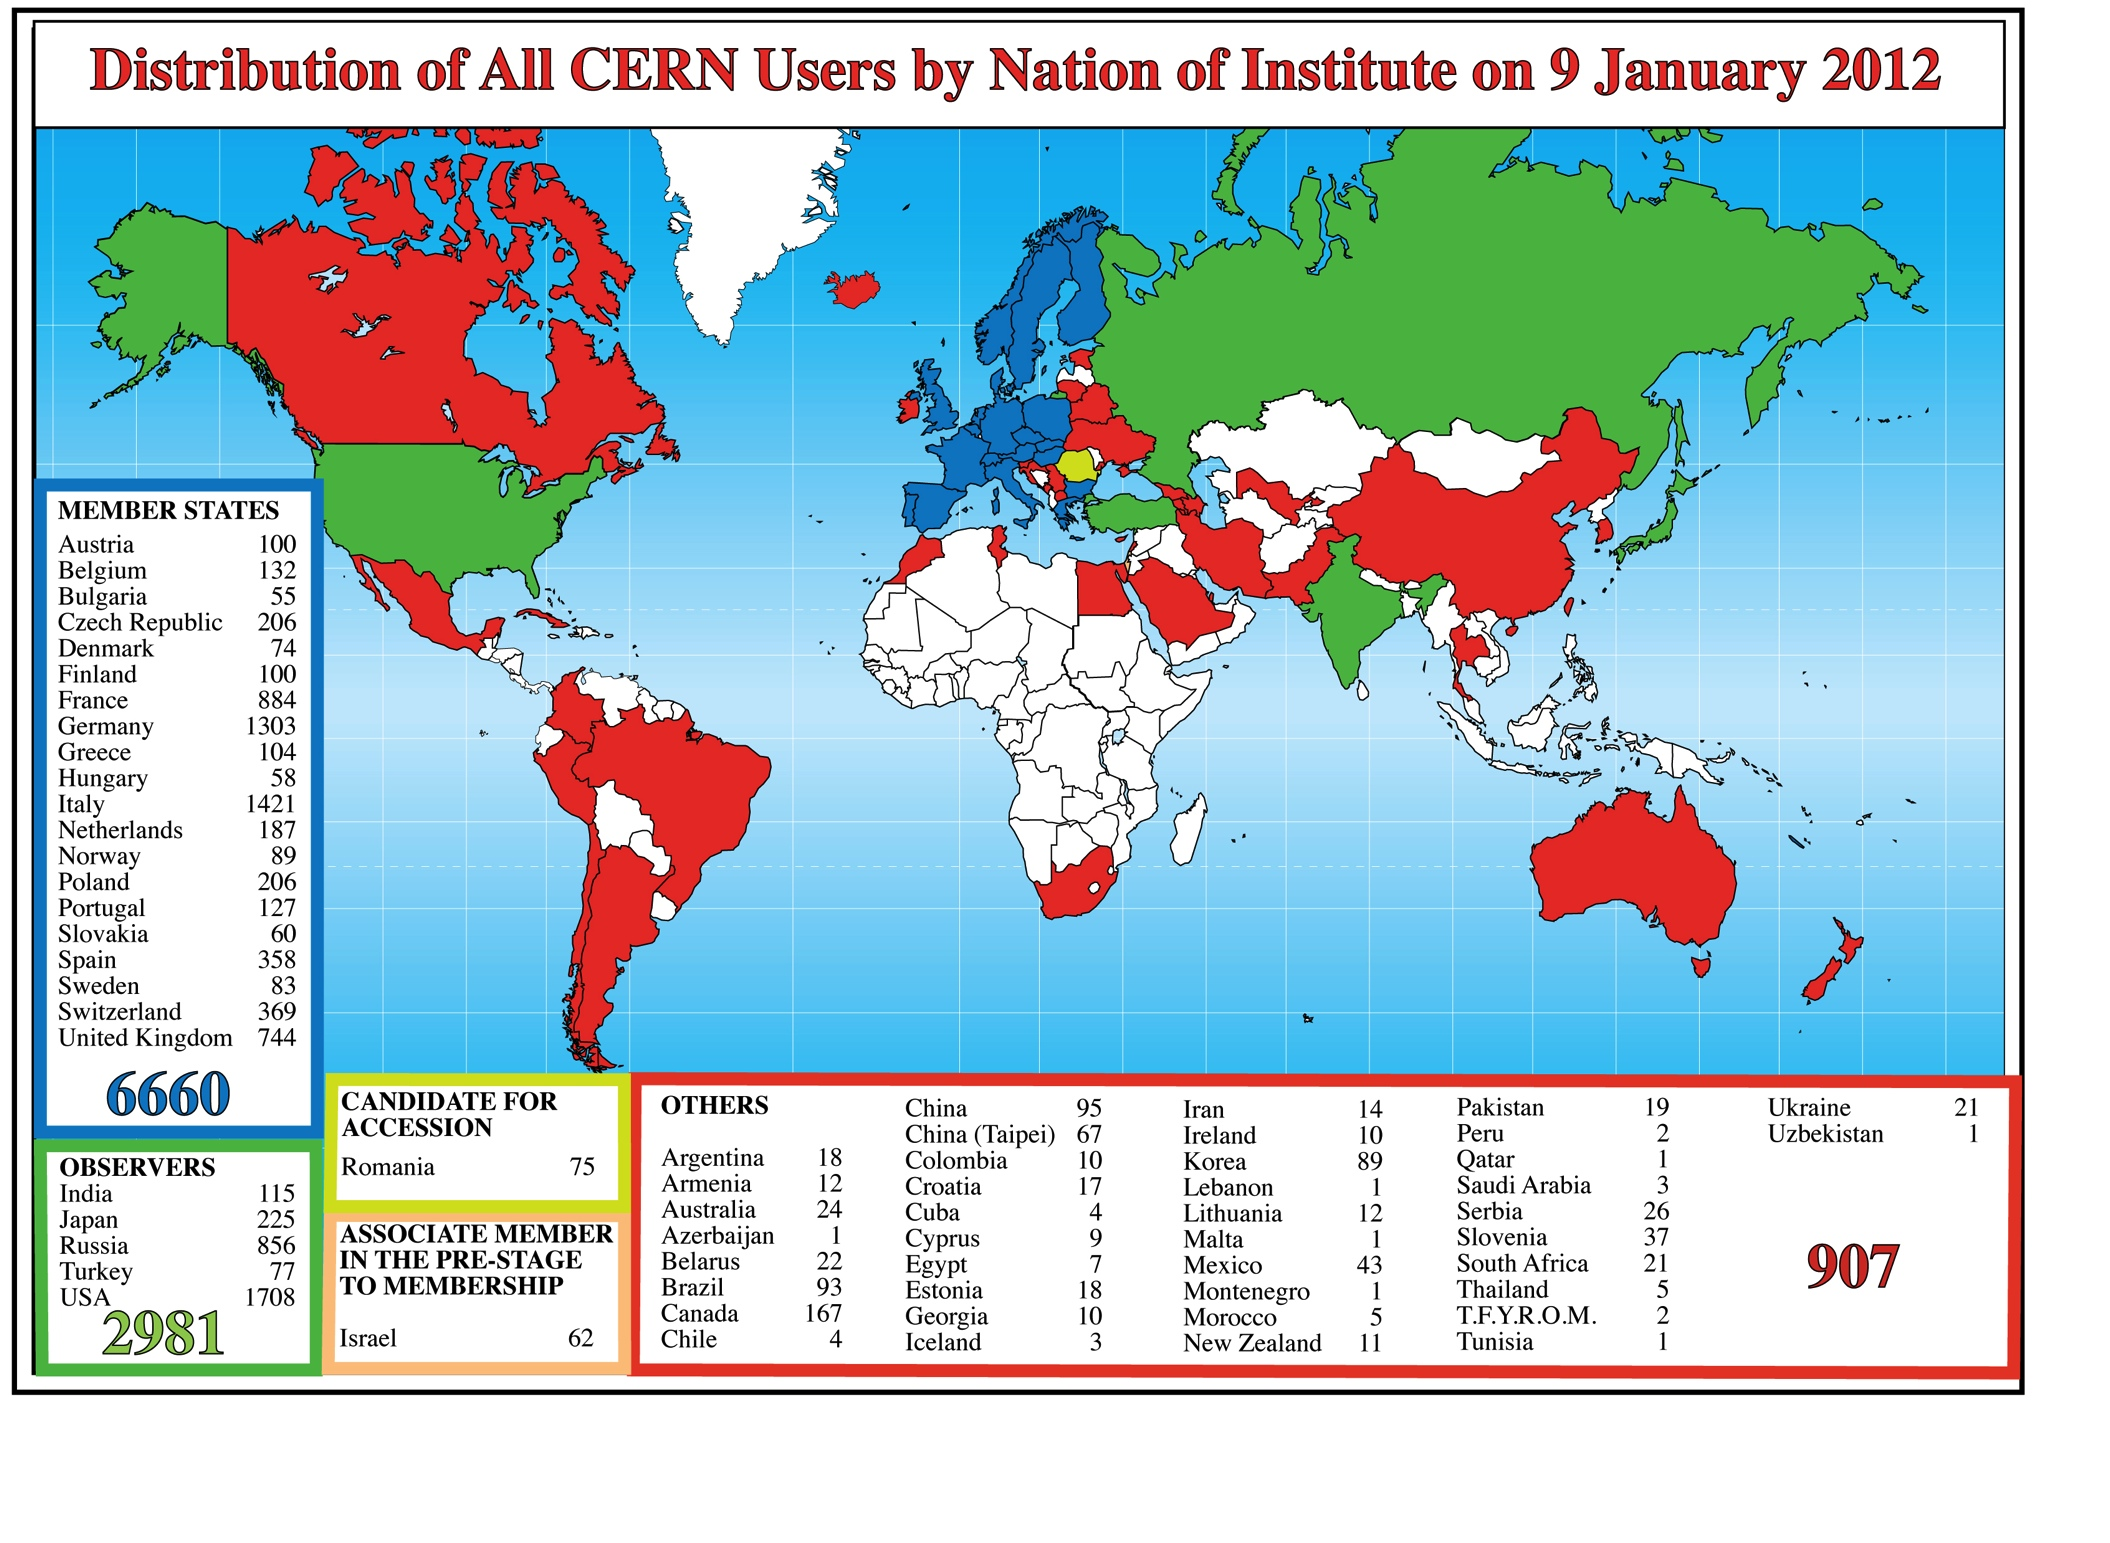 Distribution of All CERN Users by Nation of Institute on 9 January 2012
MEMBER STATES
Austria 100
Belgium 132
Bulgaria 55
Czech Republic 206
Denmark 74
Finland 100
France 884
Germany 1303
Greece 104
Hungary 58
Italy 1421
Netherlands 187
Norway 89
Poland 206
Portugal 127
Slovakia 60
Spain 358
Sweden 83
Switzerland 369
United Kingdom 744
6660
OBSERVERS
India 115
Japan 225
Russia 856
Turkey 77
USA 1708
2981
CANDIDATE FOR
ACCESSION
Romania 75
ASSOCIATE MEMBER
IN THE PRE-STAGE
TO MEMBERSHIP
Israel 62
OTHERS
Argentina 18
Armenia 12
Australia 24
Azerbaijan 1
Belarus 22
Brazil 93
Canada 167
Chile 4
China 95
China (Taipei) 67
Colombia 10
Croatia 17
Cuba 4
Cyprus 9
Egypt 7
Estonia 18
Georgia 10
Iceland 3
Iran 14
Ireland 10
Korea 89
Lebanon 1
Lithuania 12
Malta 1
Mexico 43
Montenegro 1
Morocco 5
New Zealand 11
Pakistan 19
Peru 2
Qatar 1
Saudi Arabia 3
Serbia 26
Slovenia 37
South Africa 21
Thailand 5
T.F.Y.R.O.M. 2
Tunisia 1
Ukraine 21
Uzbekistan 1
907